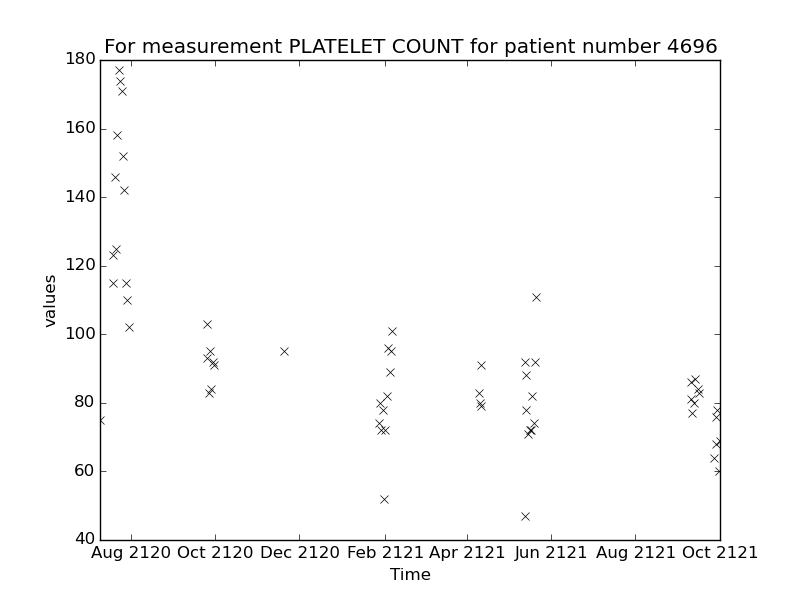 For measurement PLATELET COUNT for patient number 4696
180
160
140
120
100
80
60
40
values
Aug 2120 Oct 2120 Dec 2120 Feb 2121 Apr 2121 Jun 2121 Aug 2121 Oct 2121
Time